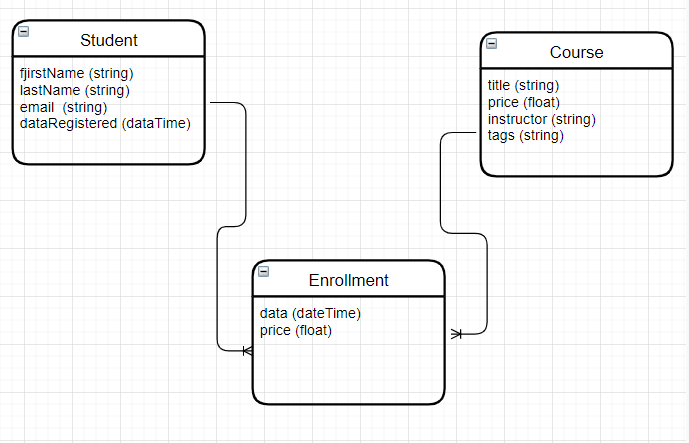 Student
fjirstName (string)
lastName (string)
email  (string)
dataRegistered (dataTime)
Course
title (string)
price (float)
instructor (string)
tags (string)
Enrollment
data (dateTime)
price (float)